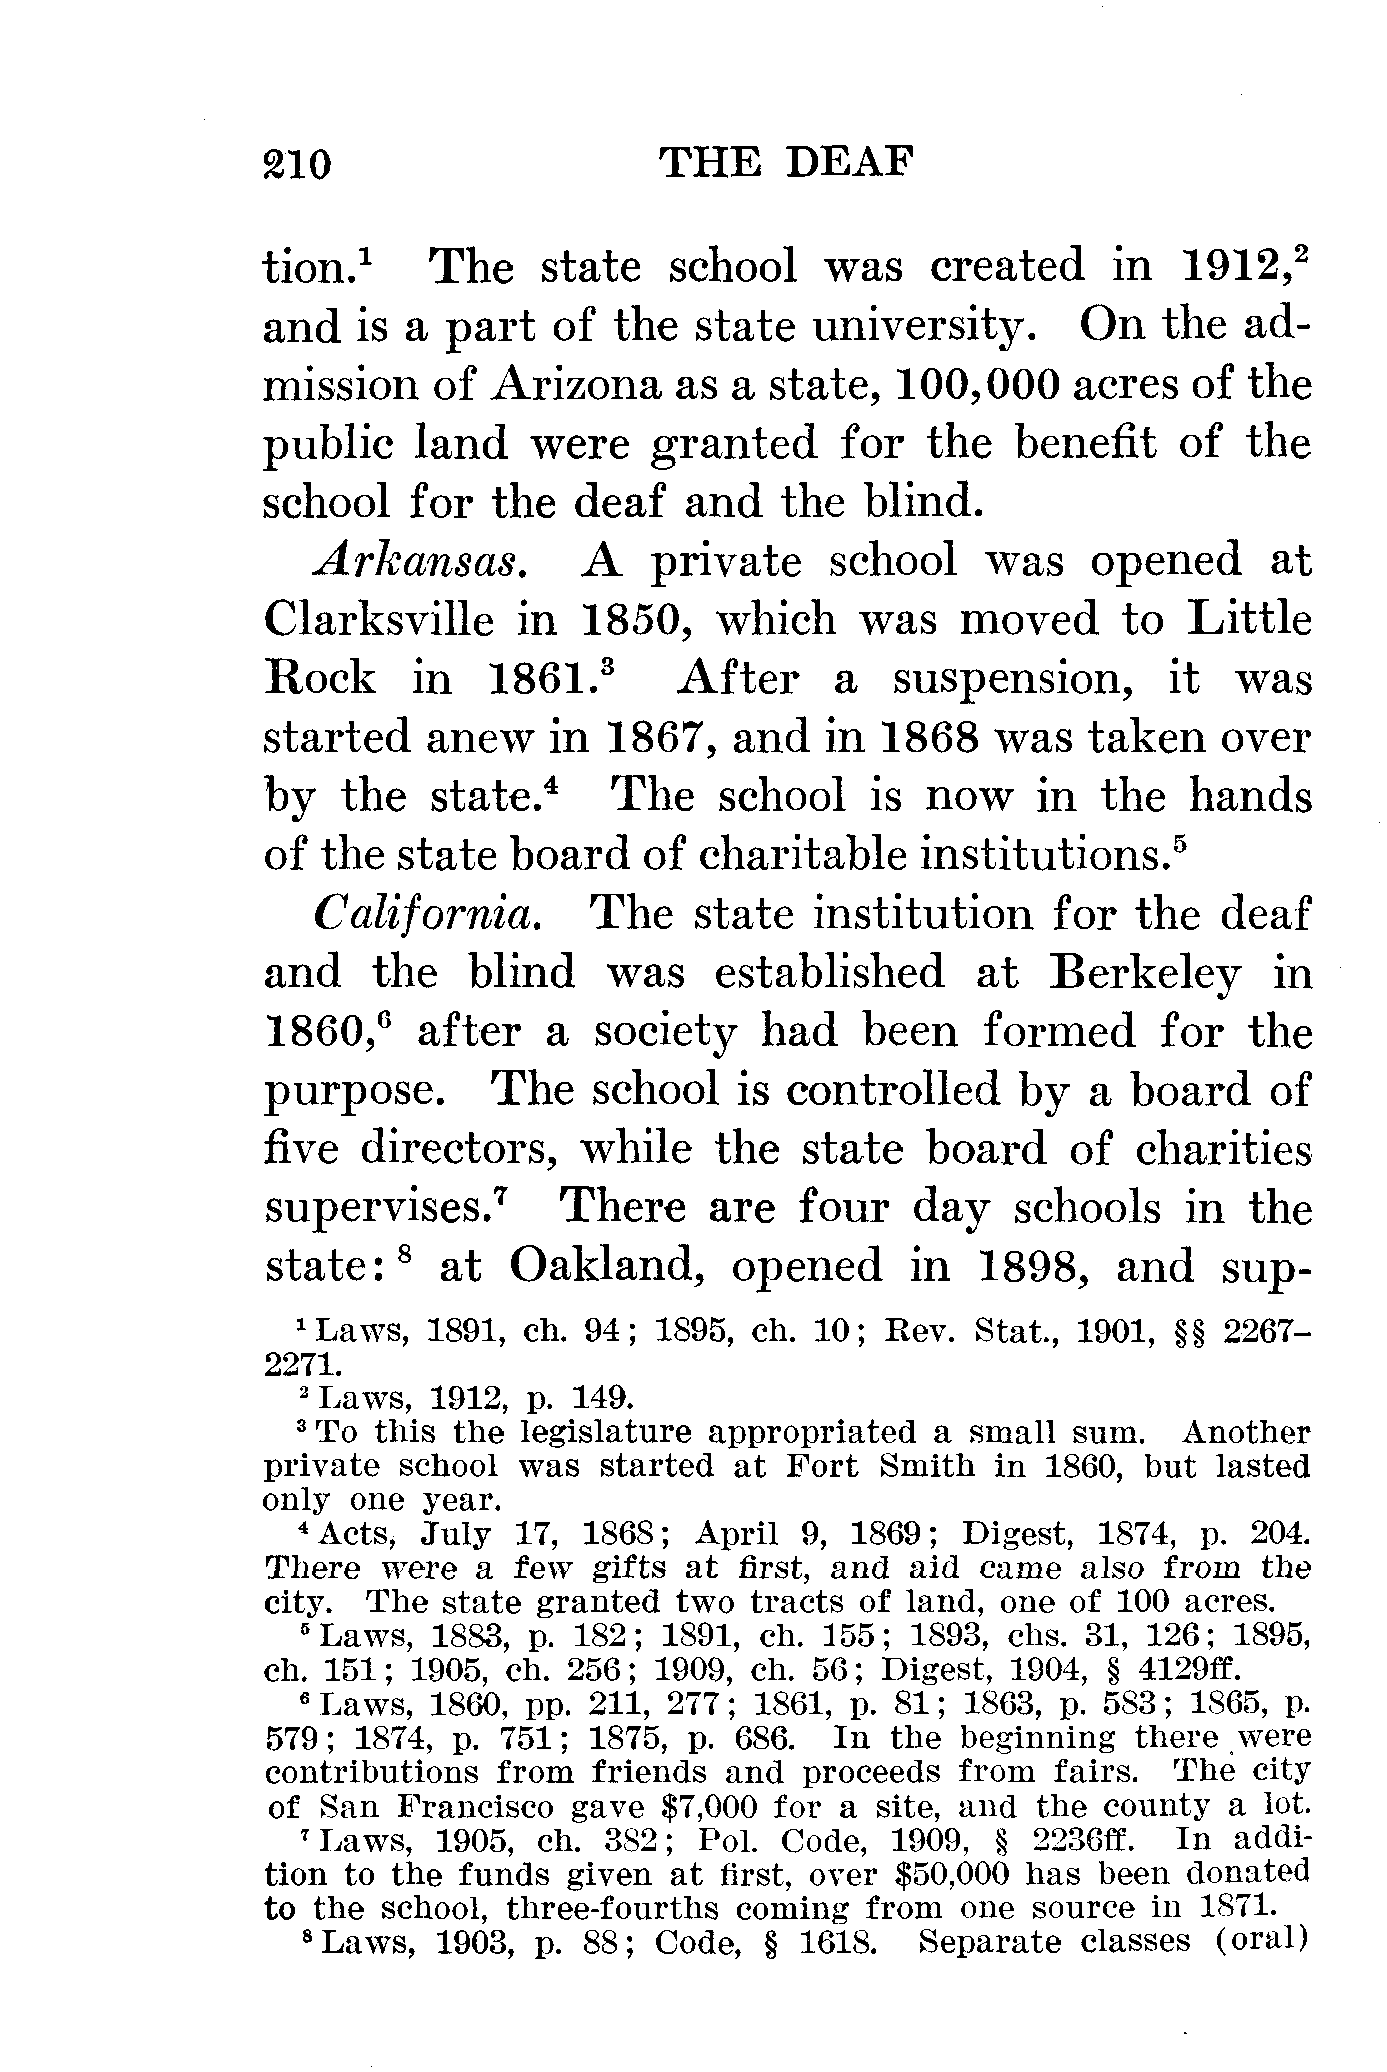 210 THE DEAF
tion.¹ The state school was created in 1912,²
and is a part of the state university. On the ad-
mission of Arizona as a state, 100,000 acres of the
public land were granted for the benefit of the
school for the deaf and the blind.
Arkansas. A private school was opened at
Clarksville in 1850, which was moved to Little
Rock in 1861.³ After a suspension, it was
started anew in 1867, and in 1868 was taken over
by the state.⁴ The school is now in the hands
of the state board of charitable institutions.⁵
California. The state institution for the deaf
and the blind was established at Berkeley in
1860,⁶ after a society had been formed for the
purpose. The school is controlled by a board of
five directors, while the state board of charities
supervises.⁷ There are four day schools in the
state: ⁸ at Oakland, opened in 1898, and sup-
¹ Laws, 1891, ch. 94; 1895, ch. 10; Rev. Stat., 1901, §§ 2267–
2271.
² Laws, 1912, p. 149.
³ To this the legislature appropriated a small sum. Another
private school was started at Fort Smith in 1860, but lasted
only one year.
⁴ Acts, July 17, 1868; April 9, 1869; Digest, 1874, p. 204.
There were a few gifts at first, and aid came also from the
city. The state granted two tracts of land, one of 100 acres.
⁵ Laws, 1883, p. 182; 1891, ch. 155; 1893, chs. 31, 126; 1895,
ch. 151; 1905, ch. 256; 1909, ch. 56; Digest, 1904, § 4129ff.
⁶ Laws, 1860, pp. 211, 277; 1861, p. 81; 1863, p. 583; 1865, p.
579; 1874, p. 751; 1875, p. 686. In the beginning there were
contributions from friends and proceeds from fairs. The city
of San Francisco gave $7,000 for a site, and the county a lot.
⁷ Laws, 1905, ch. 382; Pol. Code, 1909, § 2236ff. In addi-
tion to the funds given at first, over $50,000 has been donated
to the school, three-fourths coming from one source in 1871.
⁸ Laws, 1903, p. 88; Code, § 1618. Separate classes (oral)